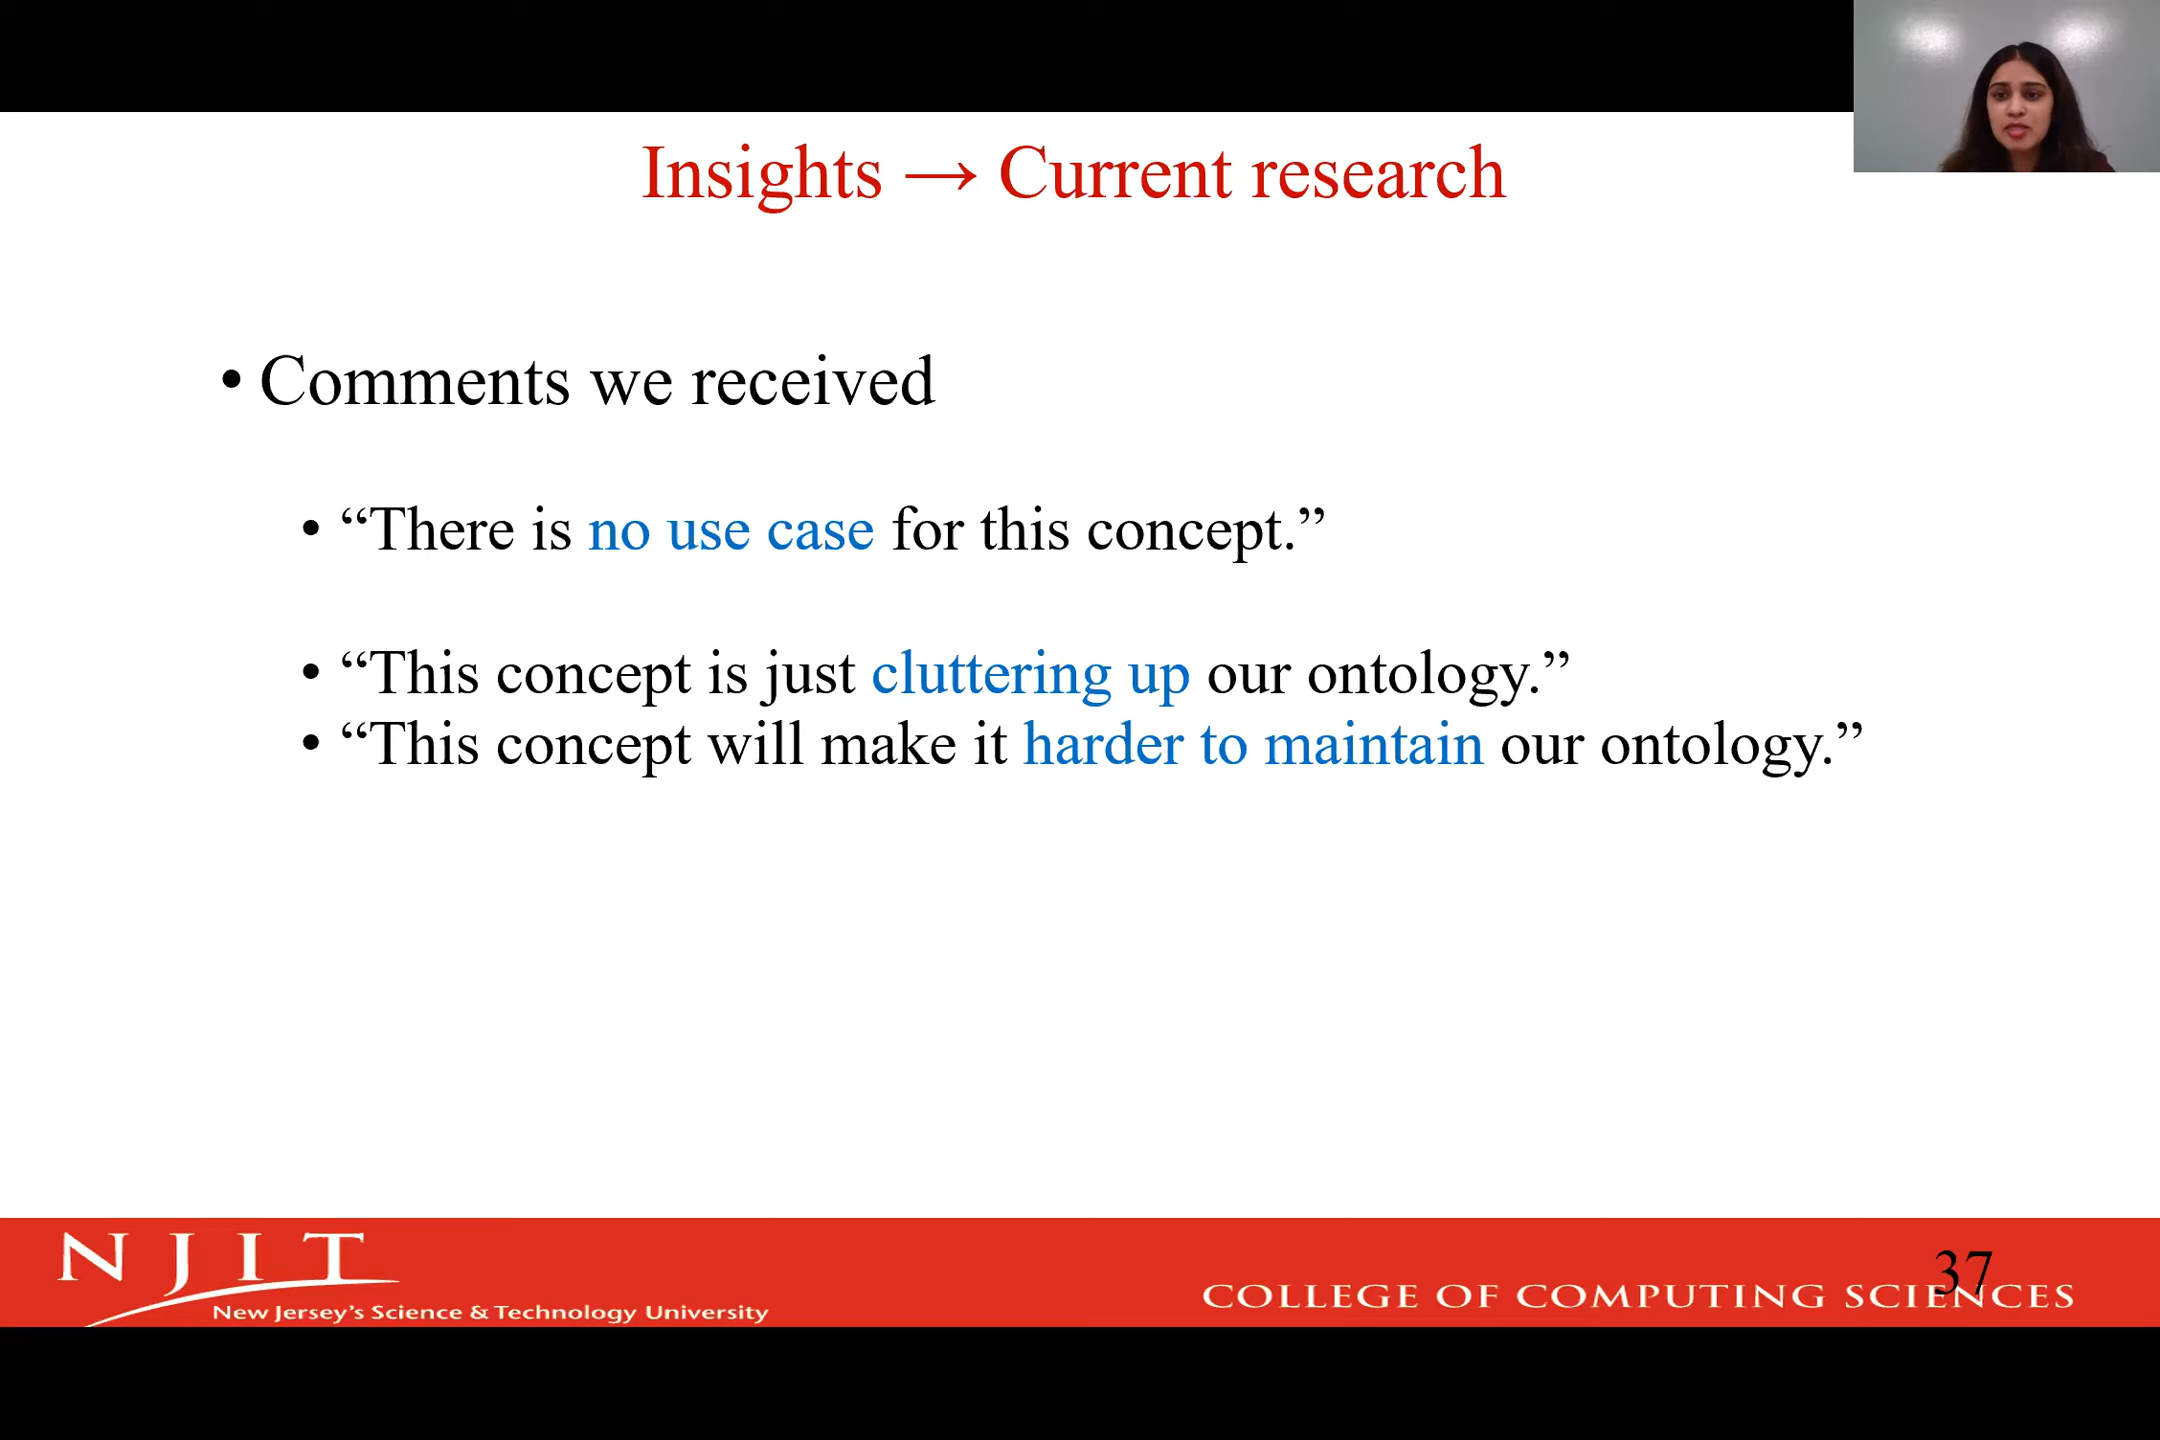 Insights → Current research
• Comments we received
• “There is no use case for this concept.”
• “This concept is just cluttering up our ontology.”
• “This concept will make it harder to maintain our ontology.”
NJIT
New Jersey’s Science & Technology University
COLLEGE OF COMPUTING SCIENCES
37